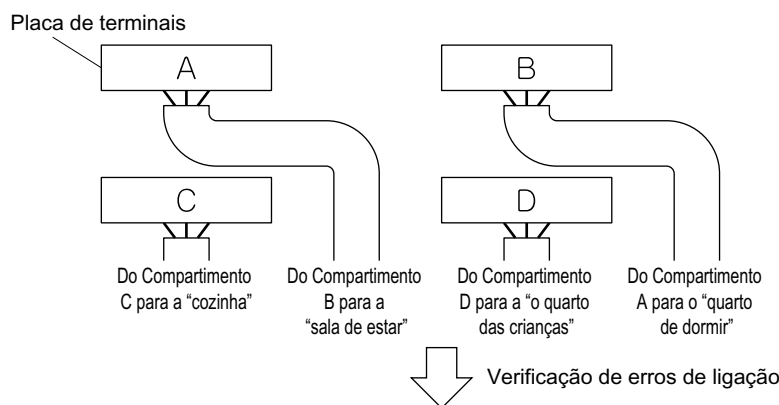 Placa de terminais
A
B
C
D
Do Compartimento
C para a “cozinha”
Do Compartimento
B para a
“sala de estar”
Do Compartimento
D para a “o quarto
das crianças”
Do Compartimento
A para o “quarto
de dormir”
Verificação de erros de ligação